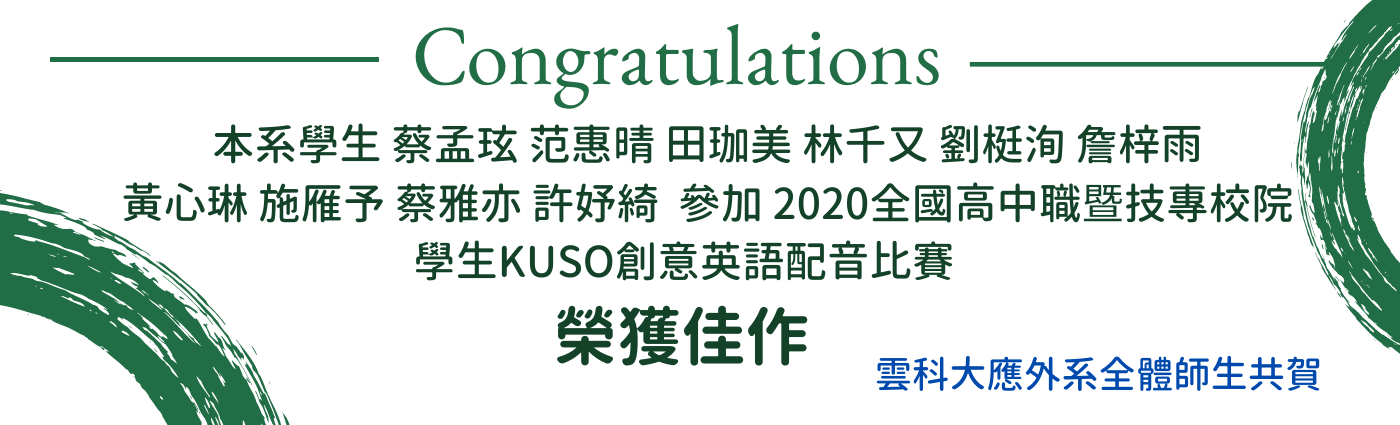 Congratulations
本系學生 蔡孟玹 范惠晴 田珈美 林千又 劉梃洵 詹梓雨
黃心琳 施雁予 蔡雅亦 許妤綺 參加 2020全國高中職暨技專校院
學生KUSO創意英語配音比賽
榮獲佳作
雲科大應外系全體師生共賀